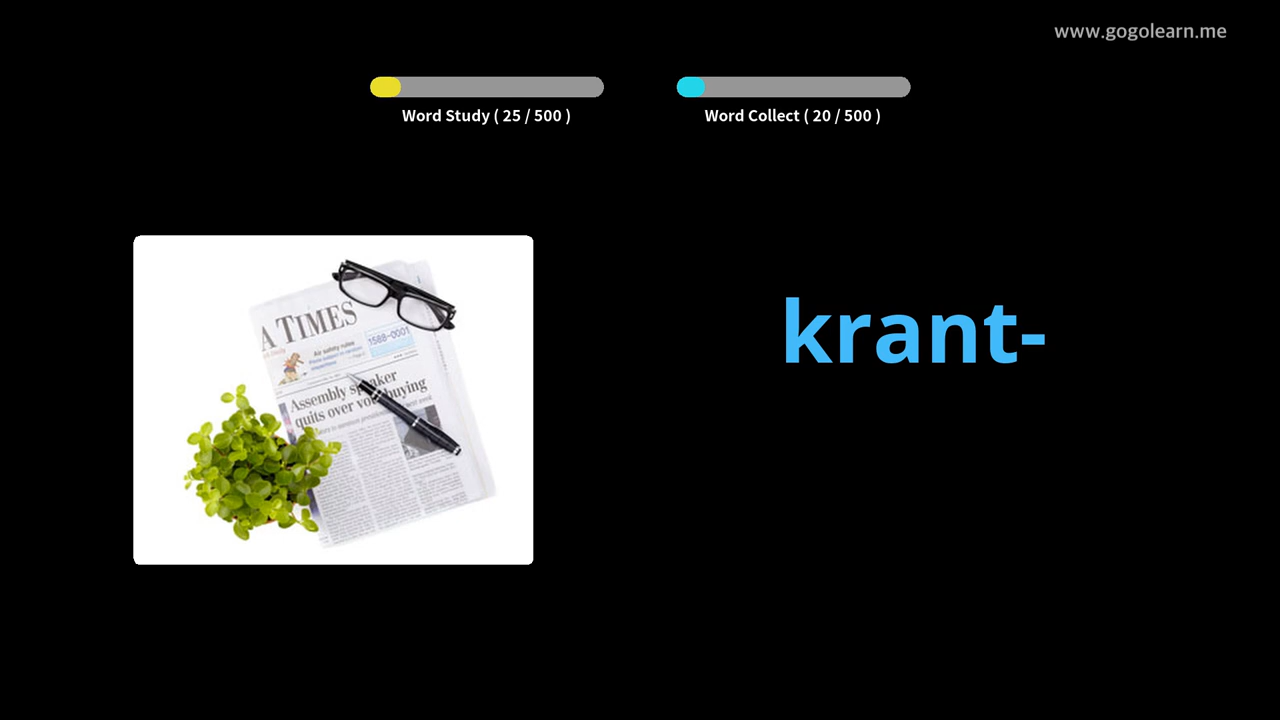 www.gogolearn.me
Word Study ( 25 / 500 )
Word Collect ( 20 / 500 )
krant-
A TIMES
Air safety rules
1588-0001
Assembly speaker
quits over vote buying